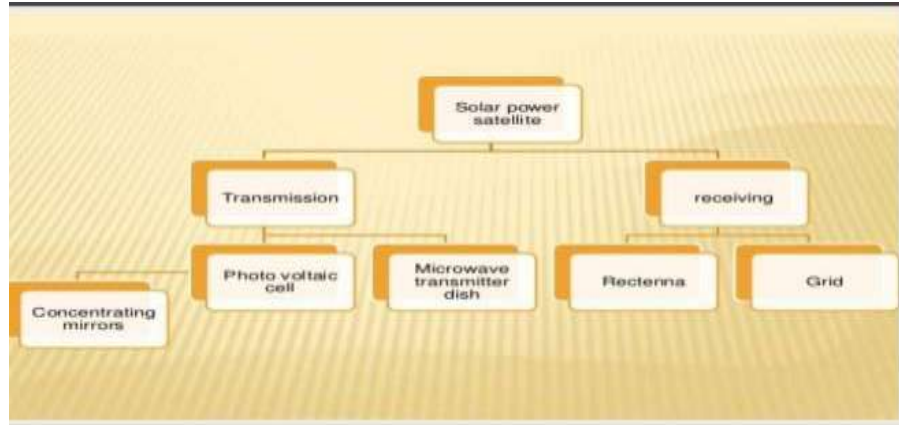 Solar power
satellite
Transmission
receiving
Photo voltaic
cell
Microwave
transmitter
dish
Rectenna
Grid
Concentrating
mirrors